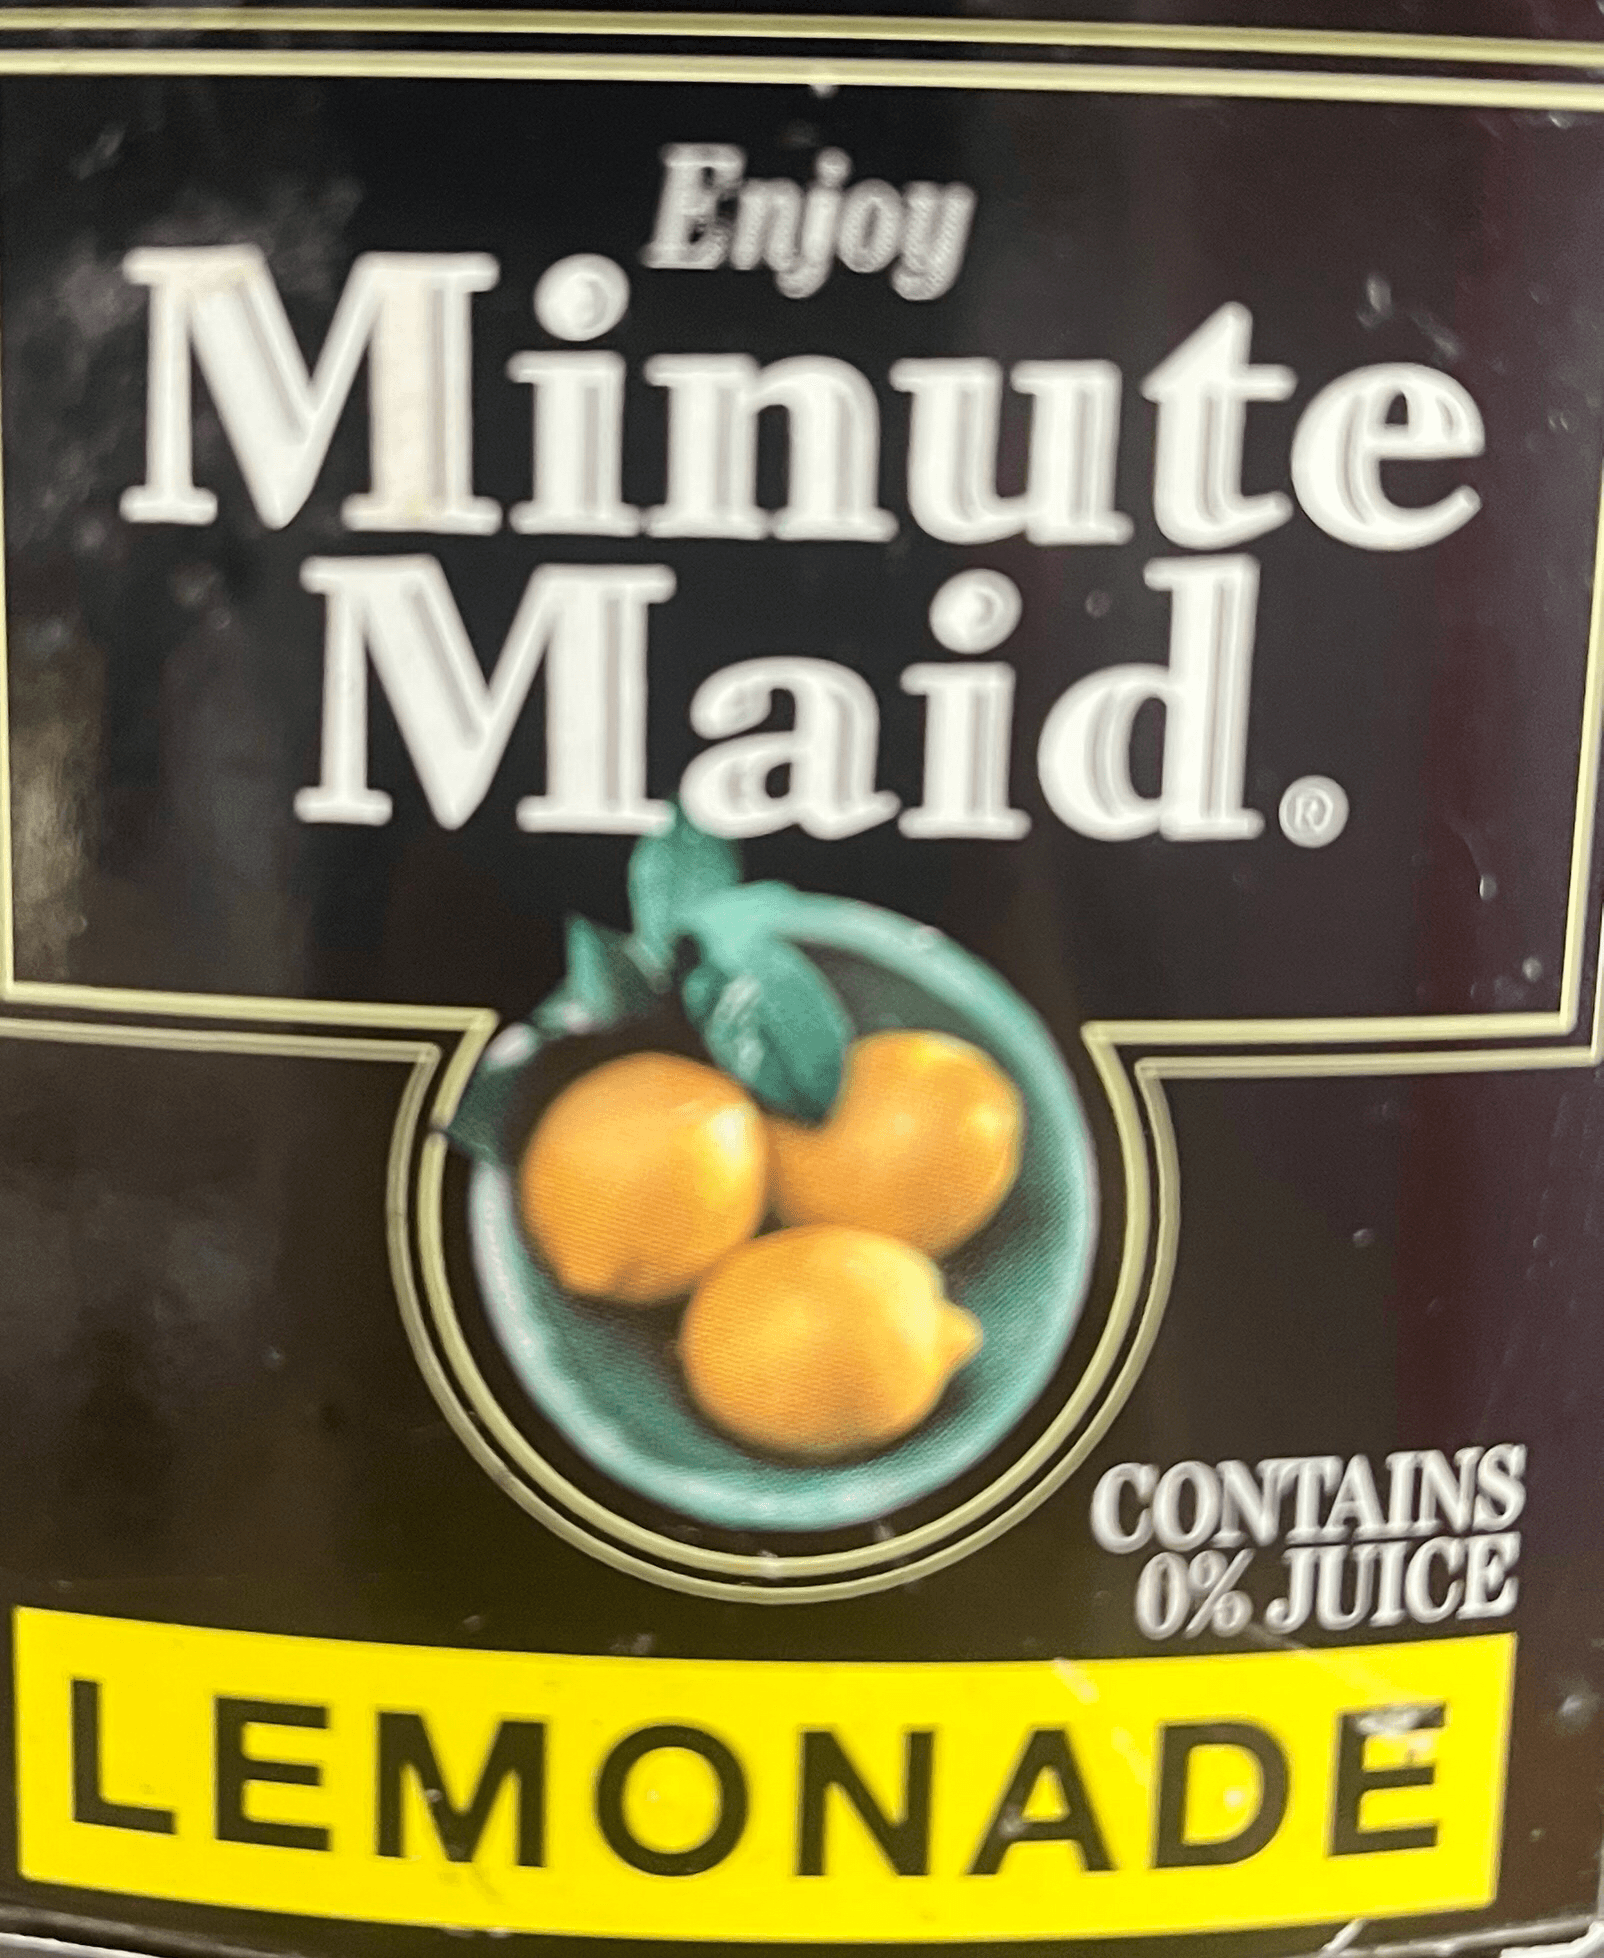 Enjoy
Minute
Maid®
CONTAINS
0% JUICE
LEMONADE